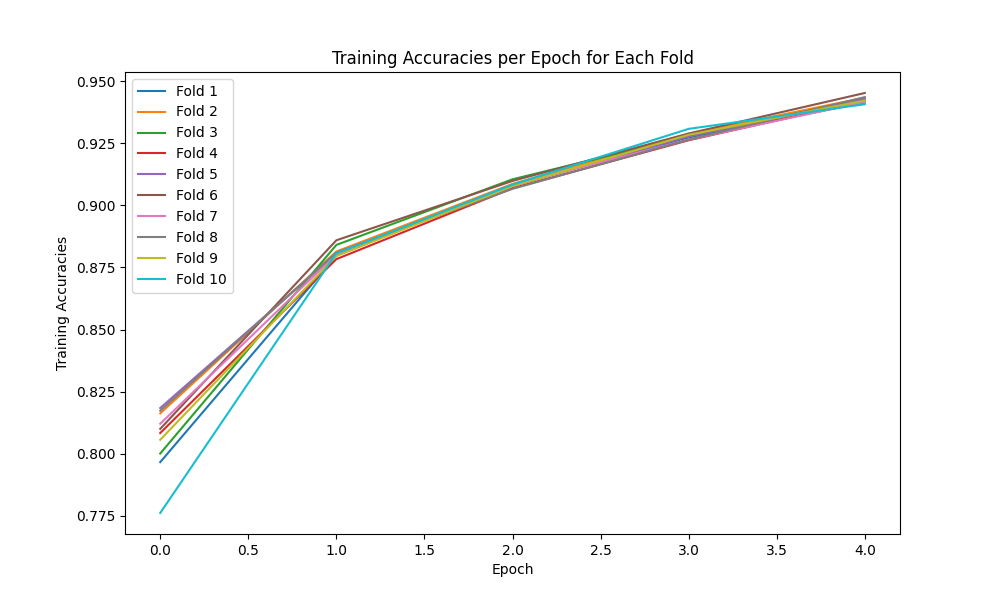 Training Accuracies per Epoch for Each Fold
Training Accuracies
0.950
0.925
0.900
0.875
0.850
0.825
0.800
0.775
Fold 1
Fold 2
Fold 3
Fold 4
Fold 5
Fold 6
Fold 7
Fold 8
Fold 9
Fold 10
0.0 0.5 1.0 1.5 2.0 2.5 3.0 3.5 4.0
Epoch